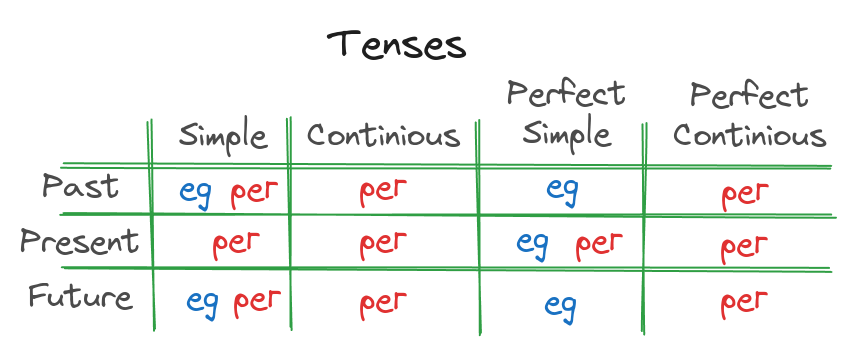 Tenses
Simple Continious Perfect Simple Perfect Continious
Past eg per per eg per
Present per per eg per per
Future eg per per eg per